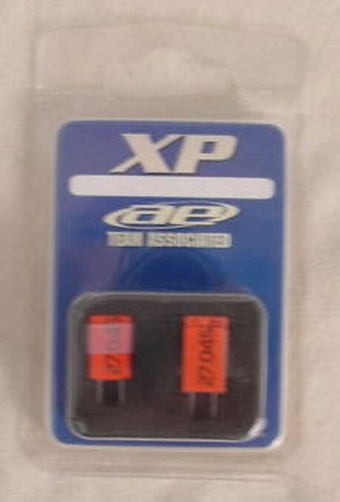 XP
ae
TEAM ASSOCIATED
27.045
27.045